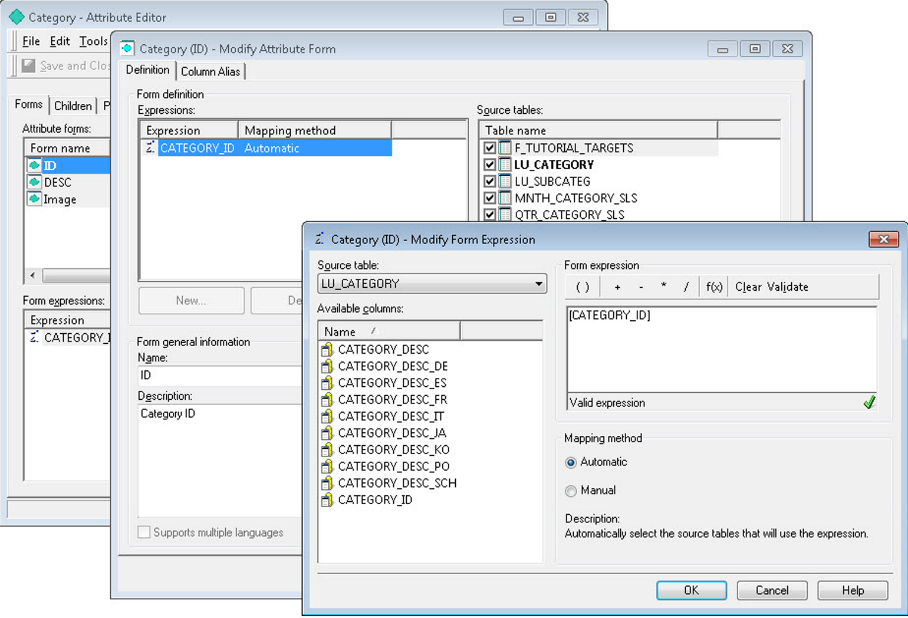 Category - Attribute Editor
File Edit Tools
Save and Clos
Forms Children P
Attribute forms:
Form name
ID
DESC
Image
Form expressions:
Expression
CATEGORY_I
Category (ID) - Modify Attribute Form
Definition Column Alias
Form definition
Expressions:
Expression Mapping method
CATEGORY_ID Automatic
New... De
Source tables:
Table name
F_TUTORIAL_TARGETS
LU_CATEGORY
LU_SUBCATEG
MNTH_CATEGORY_SLS
QTR_CATEGORY_SLS
Form general information
Name:
ID
Description:
Category ID
Supports multiple languages
Category (ID) - Modify Form Expression
Source table:
LU_CATEGORY
Available columns:
Name
CATEGORY_DESC
CATEGORY_DESC_DE
CATEGORY_DESC_ES
CATEGORY_DESC_FR
CATEGORY_DESC_IT
CATEGORY_DESC_JA
CATEGORY_DESC_KO
CATEGORY_DESC_PO
CATEGORY_DESC_SCH
CATEGORY_ID
Form expression
( ) + - * / f(x) Clear Validate
[CATEGORY_ID]
Valid expression
Mapping method
Automatic
Manual
Description:
Automatically select the source tables that will use the expression.
OK Cancel Help